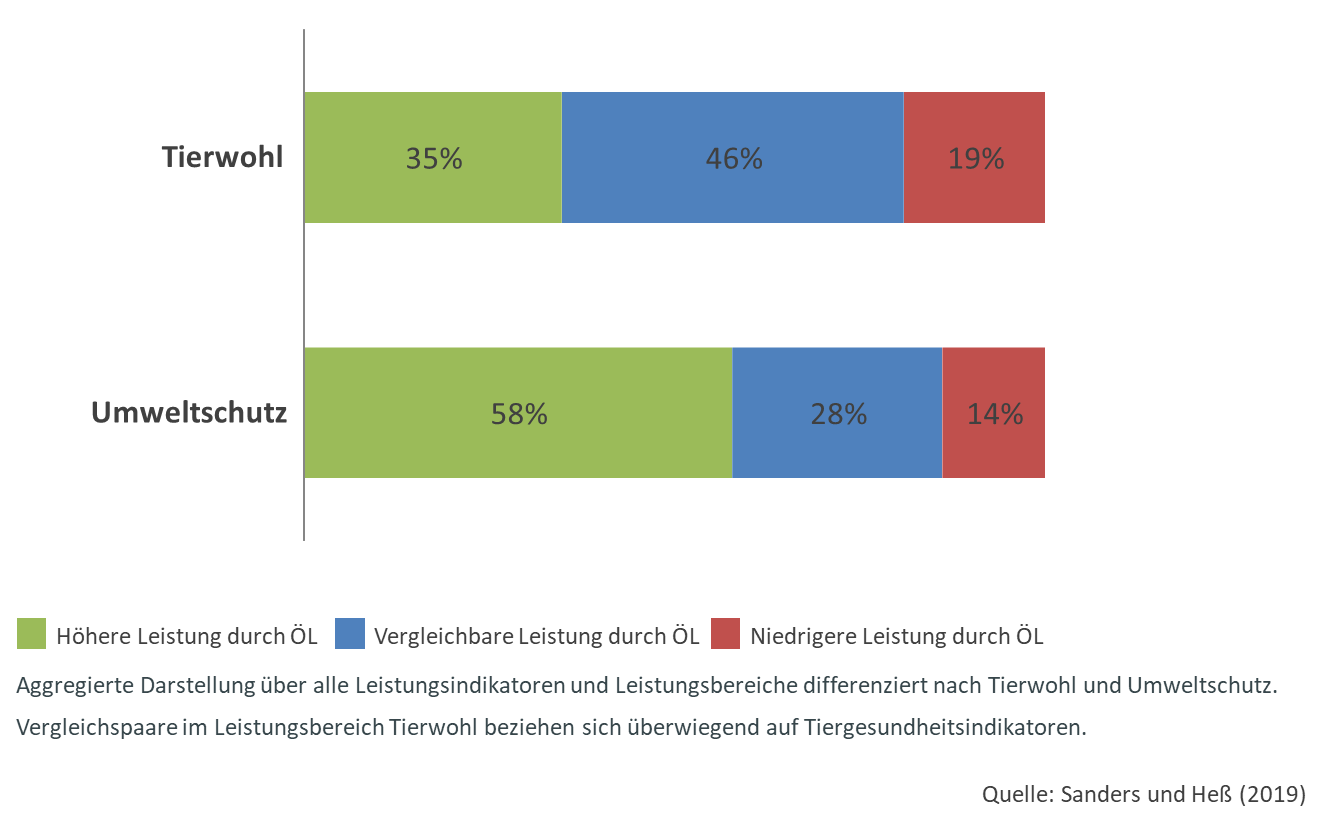 Tierwohl
35%
46%
19%
Umweltschutz
58%
28%
14%
Höhere Leistung durch ÖL
Vergleichbare Leistung durch ÖL
Niedrigere Leistung durch ÖL
Aggregierte Darstellung über alle Leistungsindikatoren und Leistungsbereiche differenziert nach Tierwohl und Umweltschutz.
Vergleichspaare im Leistungsbereich Tierwohl beziehen sich überwiegend auf Tiergesundheitsindikatoren.
Quelle: Sanders und Heß (2019)